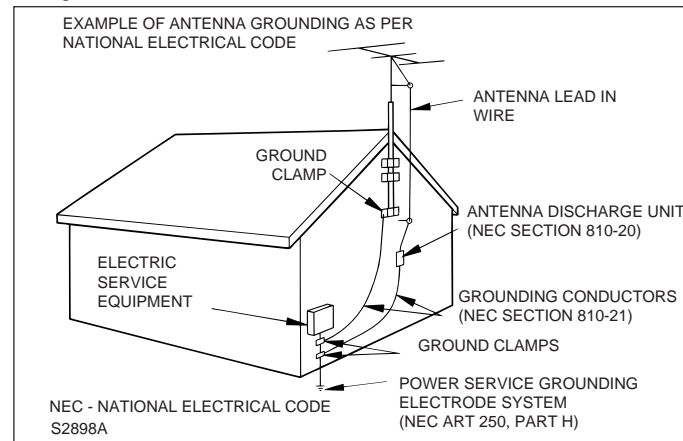 EXAMPLE OF ANTENNA GROUNDING AS PER
NATIONAL ELECTRICAL CODE
ANTENNA LEAD IN
WIRE
GROUND
CLAMP
ANTENNA DISCHARGE UNIT
(NEC SECTION 810-20)
ELECTRIC
SERVICE
EQUIPMENT
GROUNDING CONDUCTORS
(NEC SECTION 810-21)
GROUND CLAMPS
POWER SERVICE GROUNDING
ELECTRODE SYSTEM
(NEC ART 250, PART H)
NEC - NATIONAL ELECTRICAL CODE
S2898A